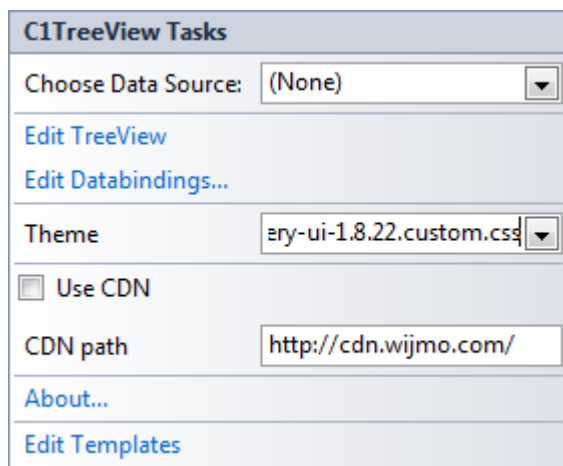 C1TreeView Tasks
Choose Data Source: (None)
Edit TreeView
Edit Databindings...
Theme ery-ui-1.8.22.custom.css
Use CDN
CDN path http://cdn.wijmo.com/
About...
Edit Templates